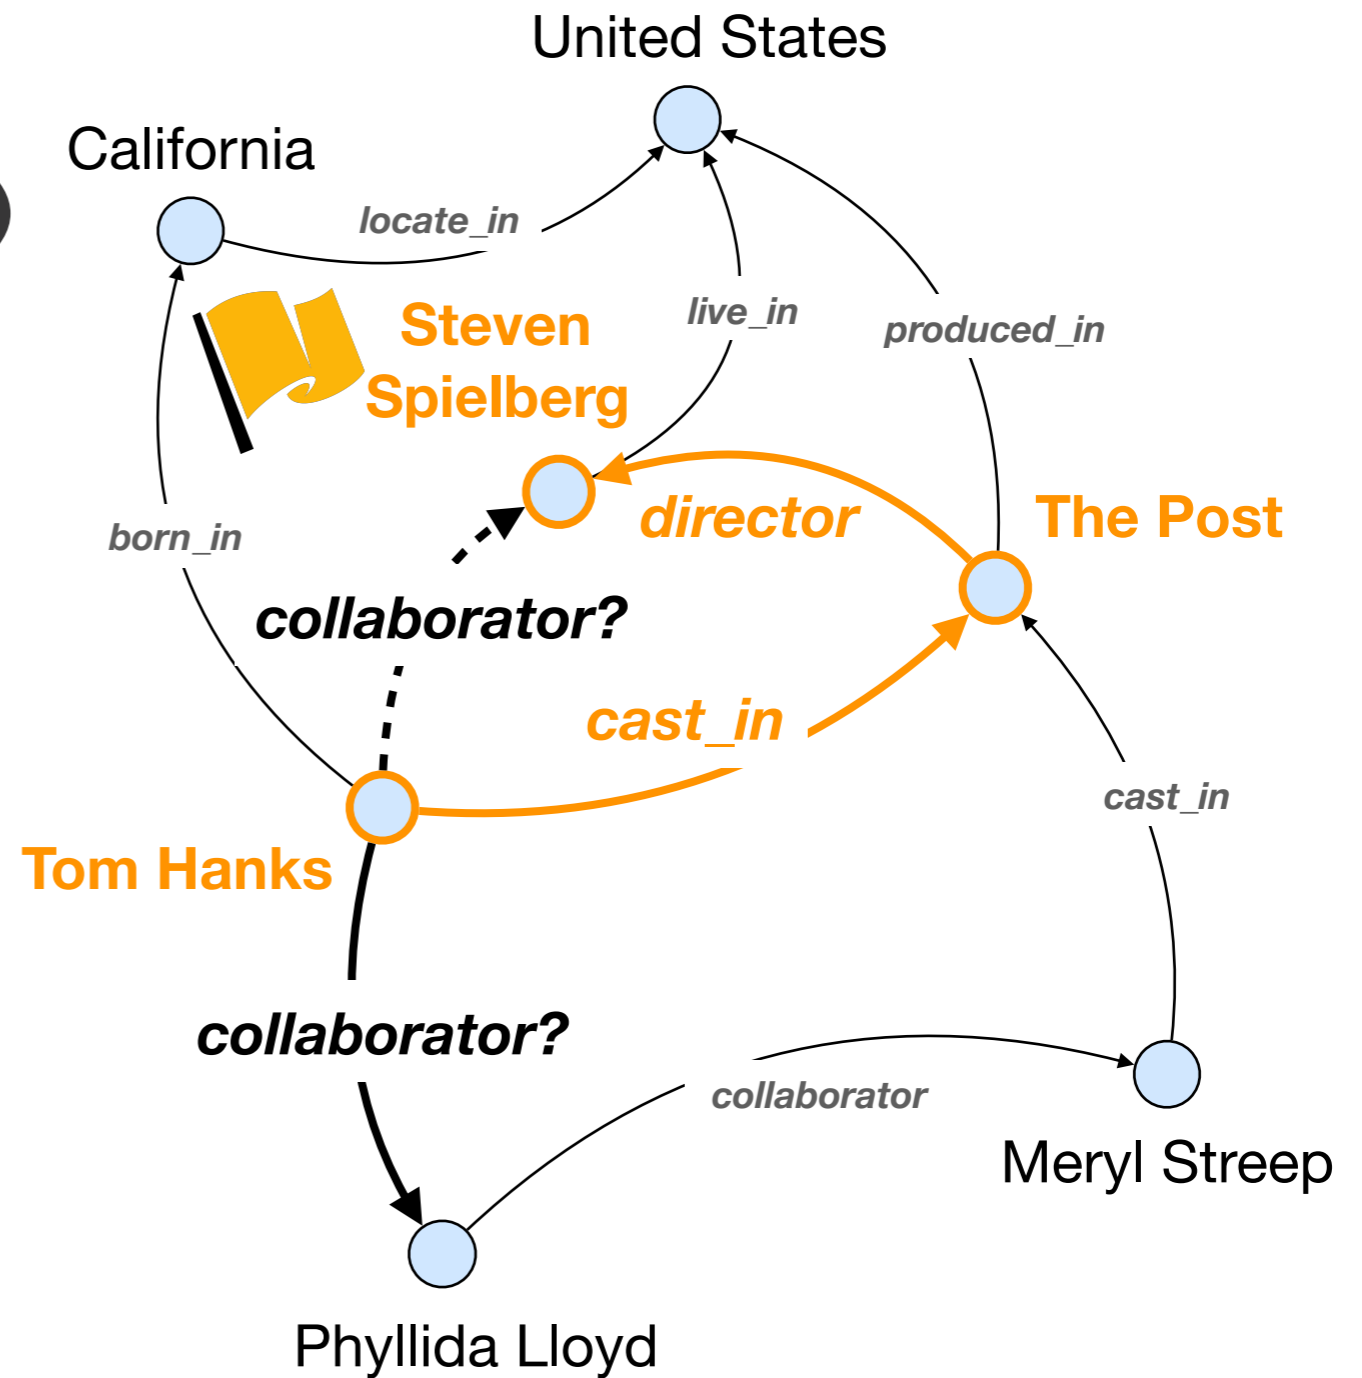 United States
California
locate_in
Steven
Spielberg
live_in
produced_in
director
The Post
born_in
collaborator?
cast_in
cast_in
Tom Hanks
collaborator?
collaborator
Meryl Streep
Phyllida Lloyd